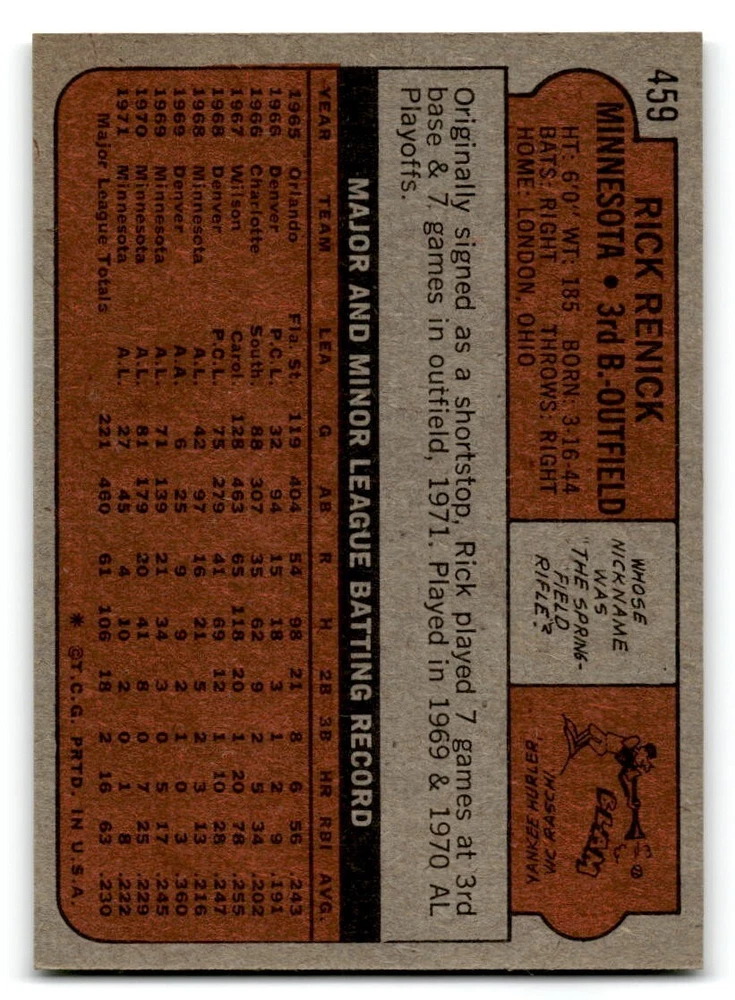 459
RICK RENICK
MINNESOTA • 3rd B.-OUTFIELD
HT: 6'0" WT: 185 BORN: 3-16-44
BATS: RIGHT THROWS: RIGHT
HOME: LONDON, OHIO
WHOSE
NICKNAME
WAS
"THE SPRING-
FIELD
RIFLE"?
VIC RASCHI
YANKEE HURLER
Originally signed as a shortstop, Rick played 7 games at 3rd
base & 7 games in outfield, 1971. Played in 1969 & 1970 AL
Playoffs.
MAJOR AND MINOR LEAGUE BATTING RECORD
YEAR TEAM LEA. G AB R H 2B 3B HR RBI AVG.
1965 Orlando Fla. St. 119 404 54 98 21 8 6 56 .243
1966 Denver P.C.L. 32 94 15 18 3 1 2 9 .191
1966 Charlotte South. 88 307 35 62 9 2 5 34 .202
1967 Wilson Carol. 128 463 65 118 20 1 20 78 .255
1968 Denver P.C.L. 75 279 41 69 12 1 10 28 .247
1968 Minnesota A.L. 42 97 16 21 5 2 3 13 .216
1969 Denver A.A. 6 25 9 9 2 1 0 3 .360
1969 Minnesota A.L. 71 139 21 34 3 0 5 17 .245
1970 Minnesota A.L. 81 179 20 41 8 0 7 25 .229
1971 Minnesota A.L. 27 45 4 10 2 0 1 8 .222
Major League Totals 221 460 61 106 18 2 16 63 .230
* © T.C.G. PRTD. IN U.S.A.